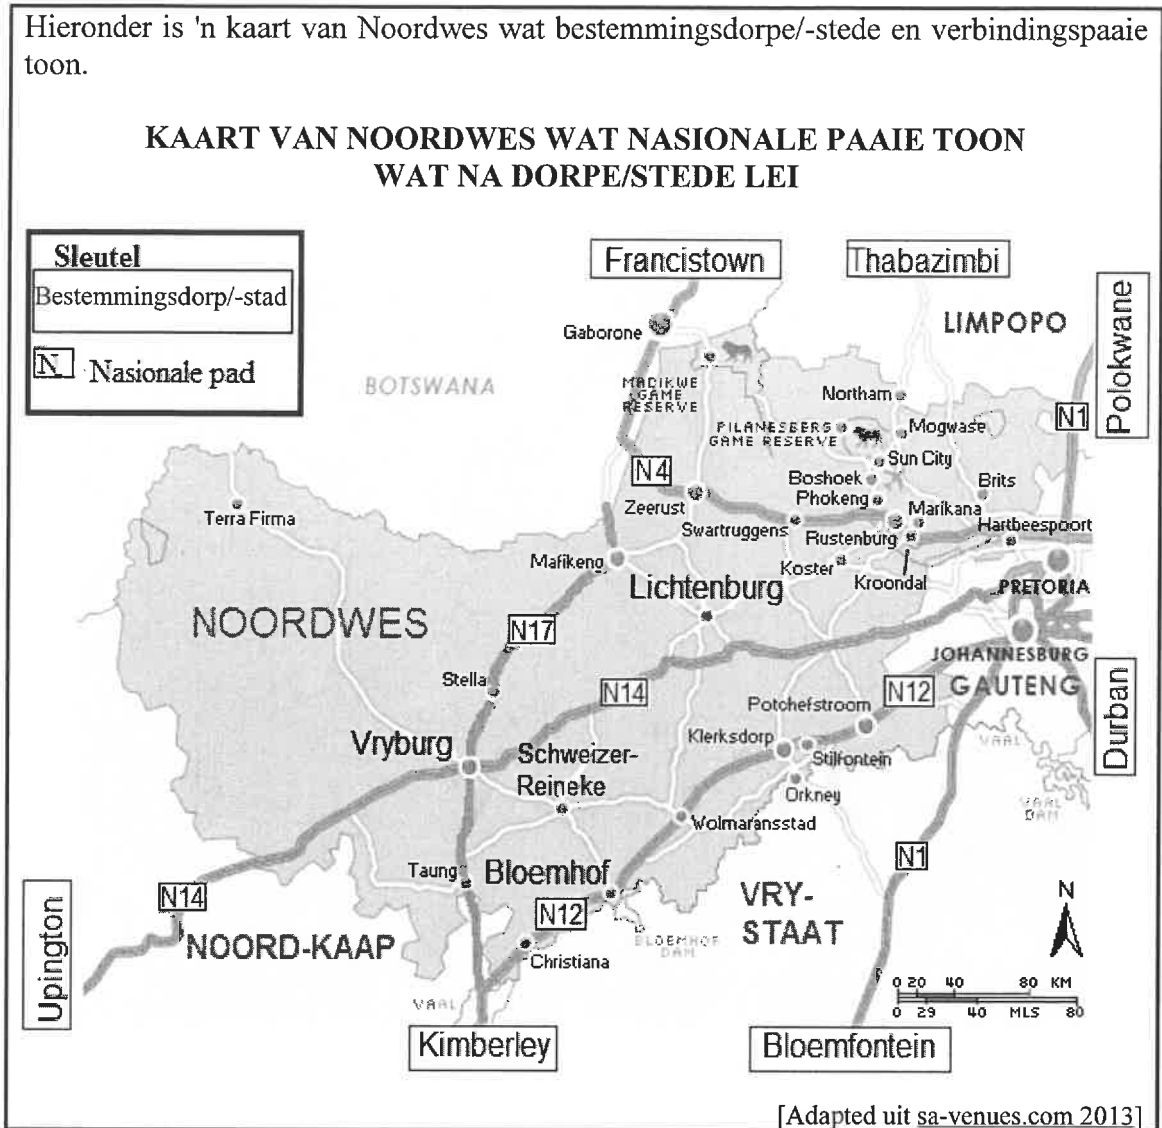 Hieronder is 'n kaart van Noordwes wat bestemmingsdorpe/-stede en verbindingspaaie
toon.
KAART VAN NOORDWES WAT NASIONALE PAAIE TOON
WAT NA DORPE/STEDE LEI
Sleutel
Bestemmingsdorp/-stad
N Nasionale pad
Francistown
Thabazimbi
Polokwane
LIMPOPO
Gaborone
BOTSWANA
MADIKWE
GAME
RESERVE
Northam
N1
PILANESBERG
GAME RESERVE
Mogwase
Sun City
N4
Boshoek
Brits
Phokeng
Zeerust
Marikana
Terra Firma
Swartruggens
Rustenburg
Hartbeespoort
Mafikeng
Koster
Kroondal
Lichtenburg
PRETORIA
NOORDWES
N17
JOHANNESBURG
Stella
N14
N12
GAUTENG
Potchefstroom
Durban
Vryburg
Klerksdorp
VAAL
Schweizer-
Reineke
Stilfontein
Orkney
VAAL
DAM
Wolmaransstad
N1
Taung
Bloemhof
N14
N12
VRY-
STAAT
N
Upington
NOORD-KAAP
BLOEMHOF
DAM
Christiana
0 20 40 80 KM
0 29 40 MLS 80
VAAL
Kimberley
Bloemfontein
[Adapted uit sa-venues.com 2013]